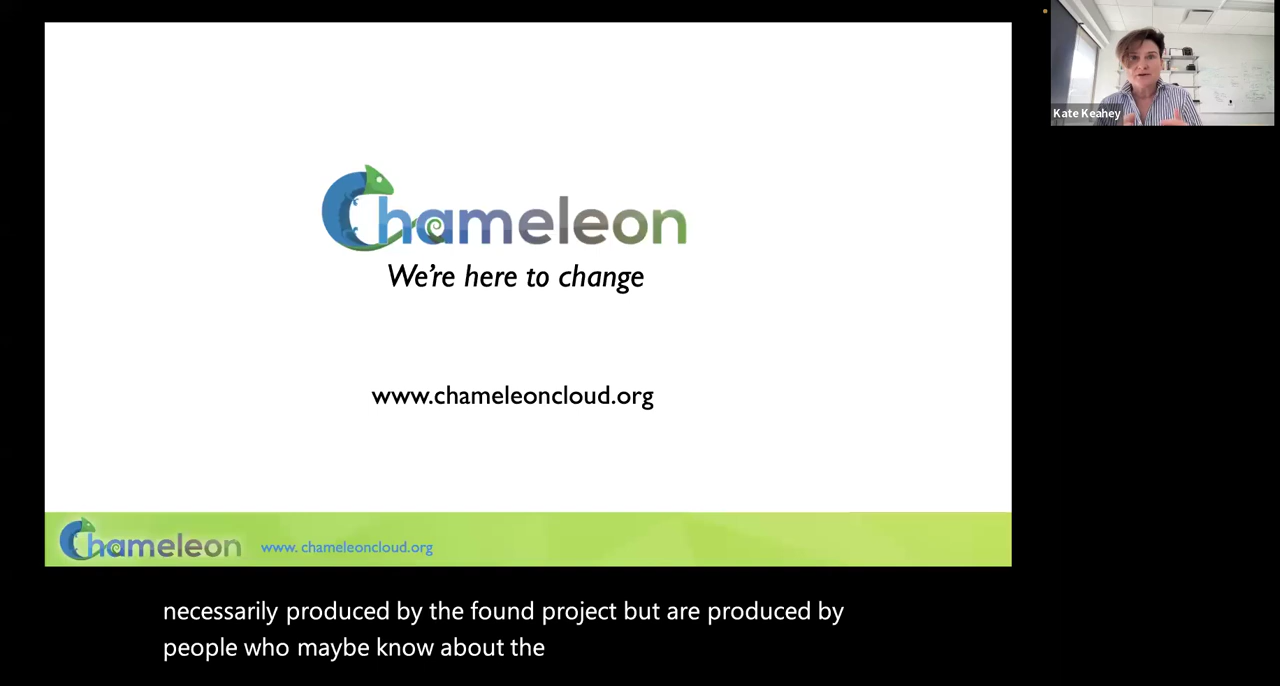 Chameleon
We're here to change
www.chameleoncloud.org
Chameleon
www. chameleoncloud.org
Kate Keahey
necessarily produced by the found project but are produced by
people who maybe know about the